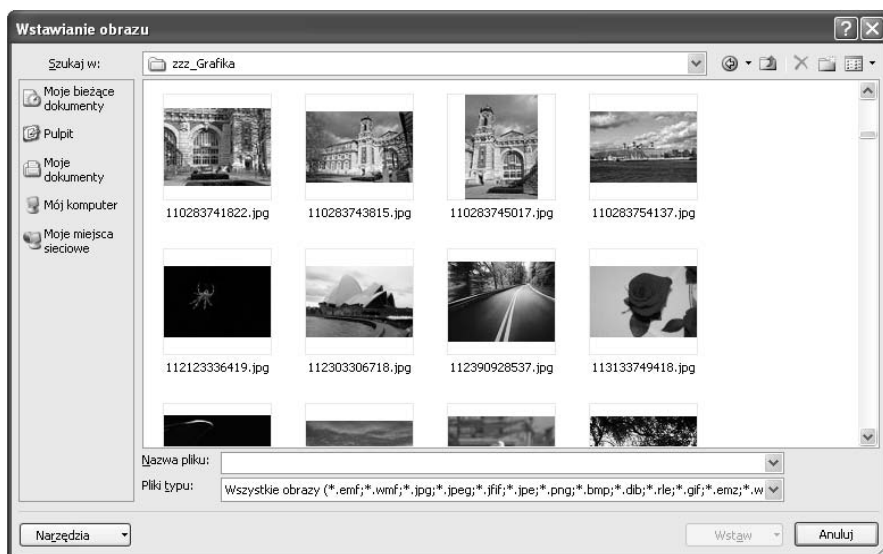 Wstawianie obrazu
Szukaj w:
zzz_Grafika
Moje bieżące
dokumenty
Pulpit
Moje
dokumenty
Mój komputer
Moje miejsca
sieciowe
110283741822.jpg 110283743815.jpg 110283745017.jpg 110283754137.jpg
112123336419.jpg 112303306718.jpg 112390928537.jpg 113133749418.jpg
Nazwa pliku:
Pliki typu: Wszystkie obrazy (*.emf;*.wmf;*.jpg;*.jpeg;*.jfif;*.jpe;*.png;*.bmp;*.dib;*.rle;*.gif;*.emz;*.w
Narzędzia Wstaw Anuluj